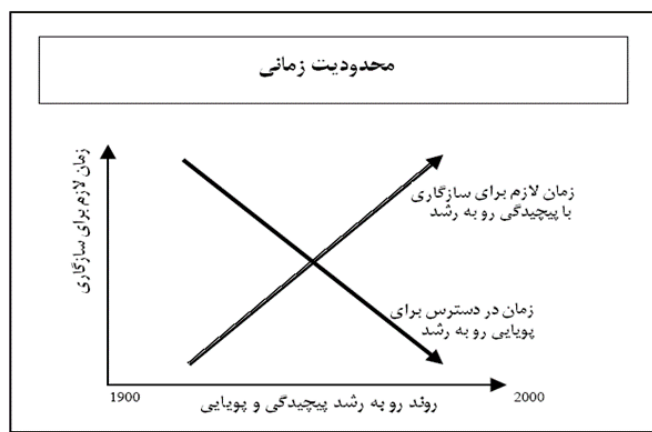 محدودیت زمانی
زمان لازم برای سازگاری
زمان لازم برای سازگاری
با پیچیدگی رو به رشد
زمان در دسترس برای
پویایی رو به رشد
1900
روند رو به رشد پیچیدگی و پویایی
2000